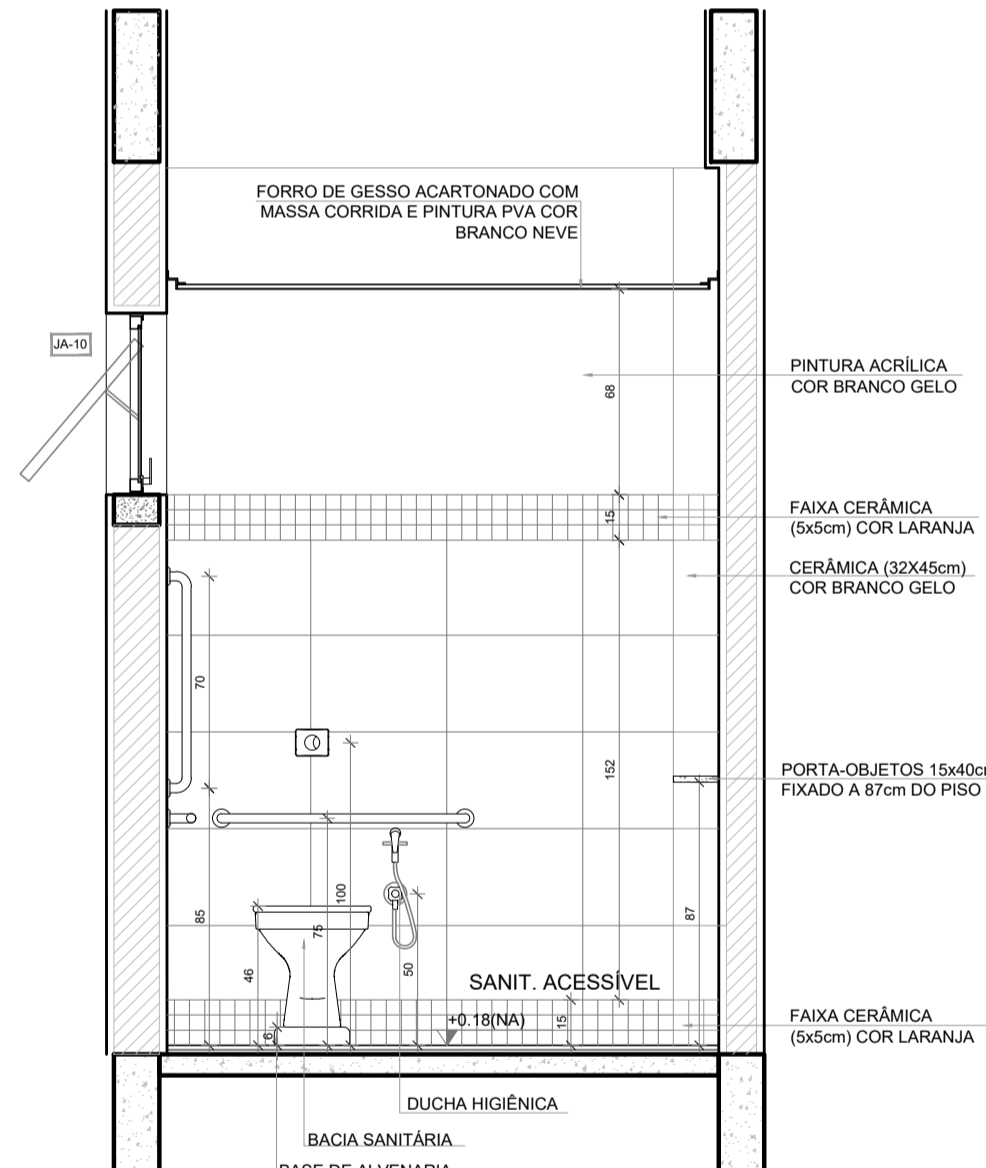 FORRO DE GESSO ACARTONADO COM
MASSA CORRIDA E PINTURA PVA COR
BRANCO NEVE
JA-10
68
PINTURA ACRÍLICA
COR BRANCO GELO
15
FAIXA CERÂMICA
(5x5cm) COR LARANJA
CERÂMICA (32X45cm)
COR BRANCO GELO
70
152
PORTA-OBJETOS 15x40c
FIXADO A 87cm DO PISO
85
100
75
87
46
50
SANIT. ACESSÍVEL
+0.18(NA)
15
6
FAIXA CERÂMICA
(5x5cm) COR LARANJA
DUCHA HIGIÊNICA
BACIA SANITÁRIA
BASE DE ALVENARIA